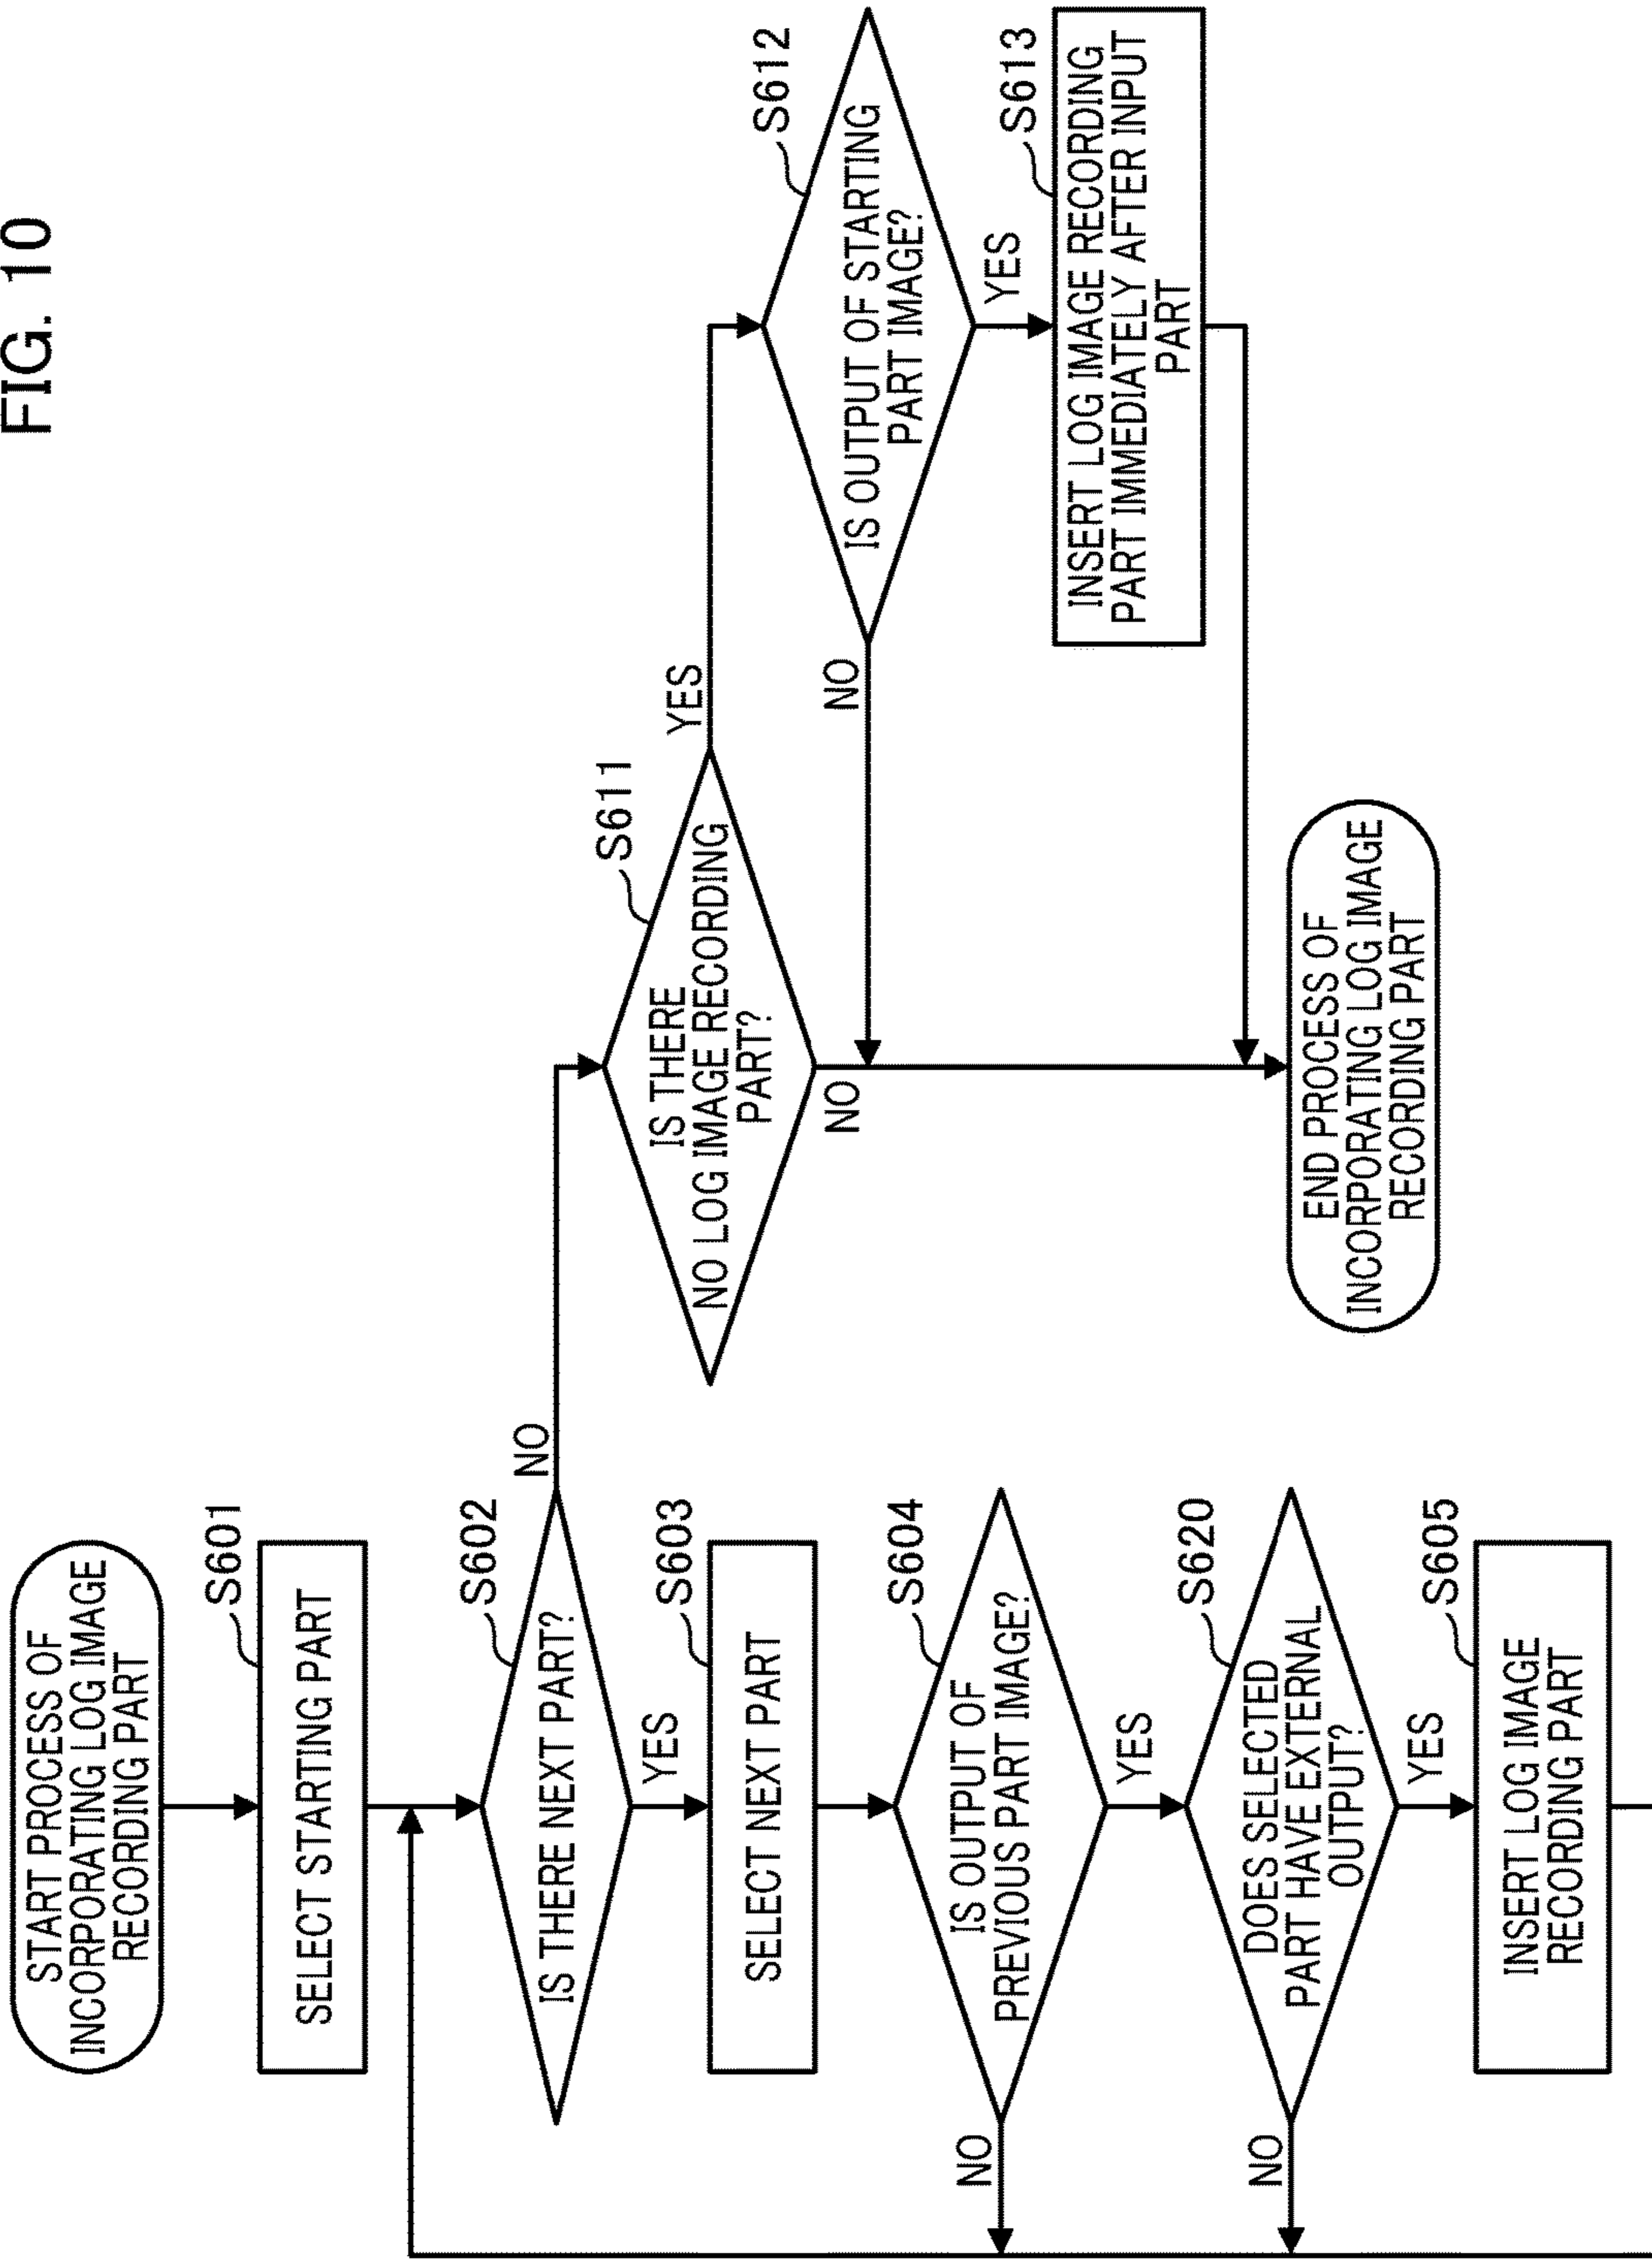 FIG. 10
START PROCESS OF
INCORPORATING LOG IMAGE
RECORDING PART
S601
SELECT STARTING PART
S602
IS THERE NEXT PART?
NO
YES
S603
SELECT NEXT PART
S604
IS OUTPUT OF
PREVIOUS PART IMAGE?
NO
YES
S620
DOES SELECTED
PART HAVE EXTERNAL
OUTPUT?
NO
YES
S605
INSERT LOG IMAGE
RECORDING PART
S611
IS THERE
NO LOG IMAGE RECORDING
PART?
YES
NO
S612
IS OUTPUT OF STARTING
PART IMAGE?
NO
YES
S613
INSERT LOG IMAGE RECORDING
PART IMMEDIATELY AFTER INPUT
PART
END PROCESS OF
INCORPORATING LOG IMAGE
RECORDING PART